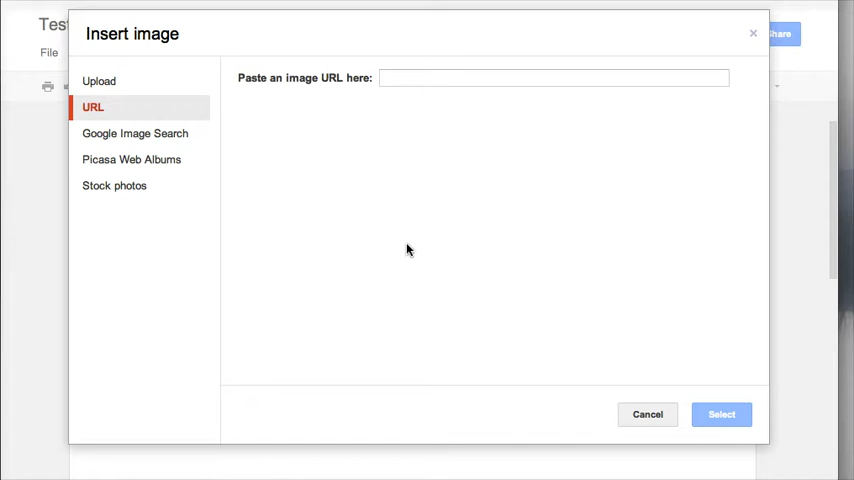 Test
File
Insert image
×
Share
Upload
URL
Google Image Search
Picasa Web Albums
Stock photos
Paste an image URL here:
Cancel
Select